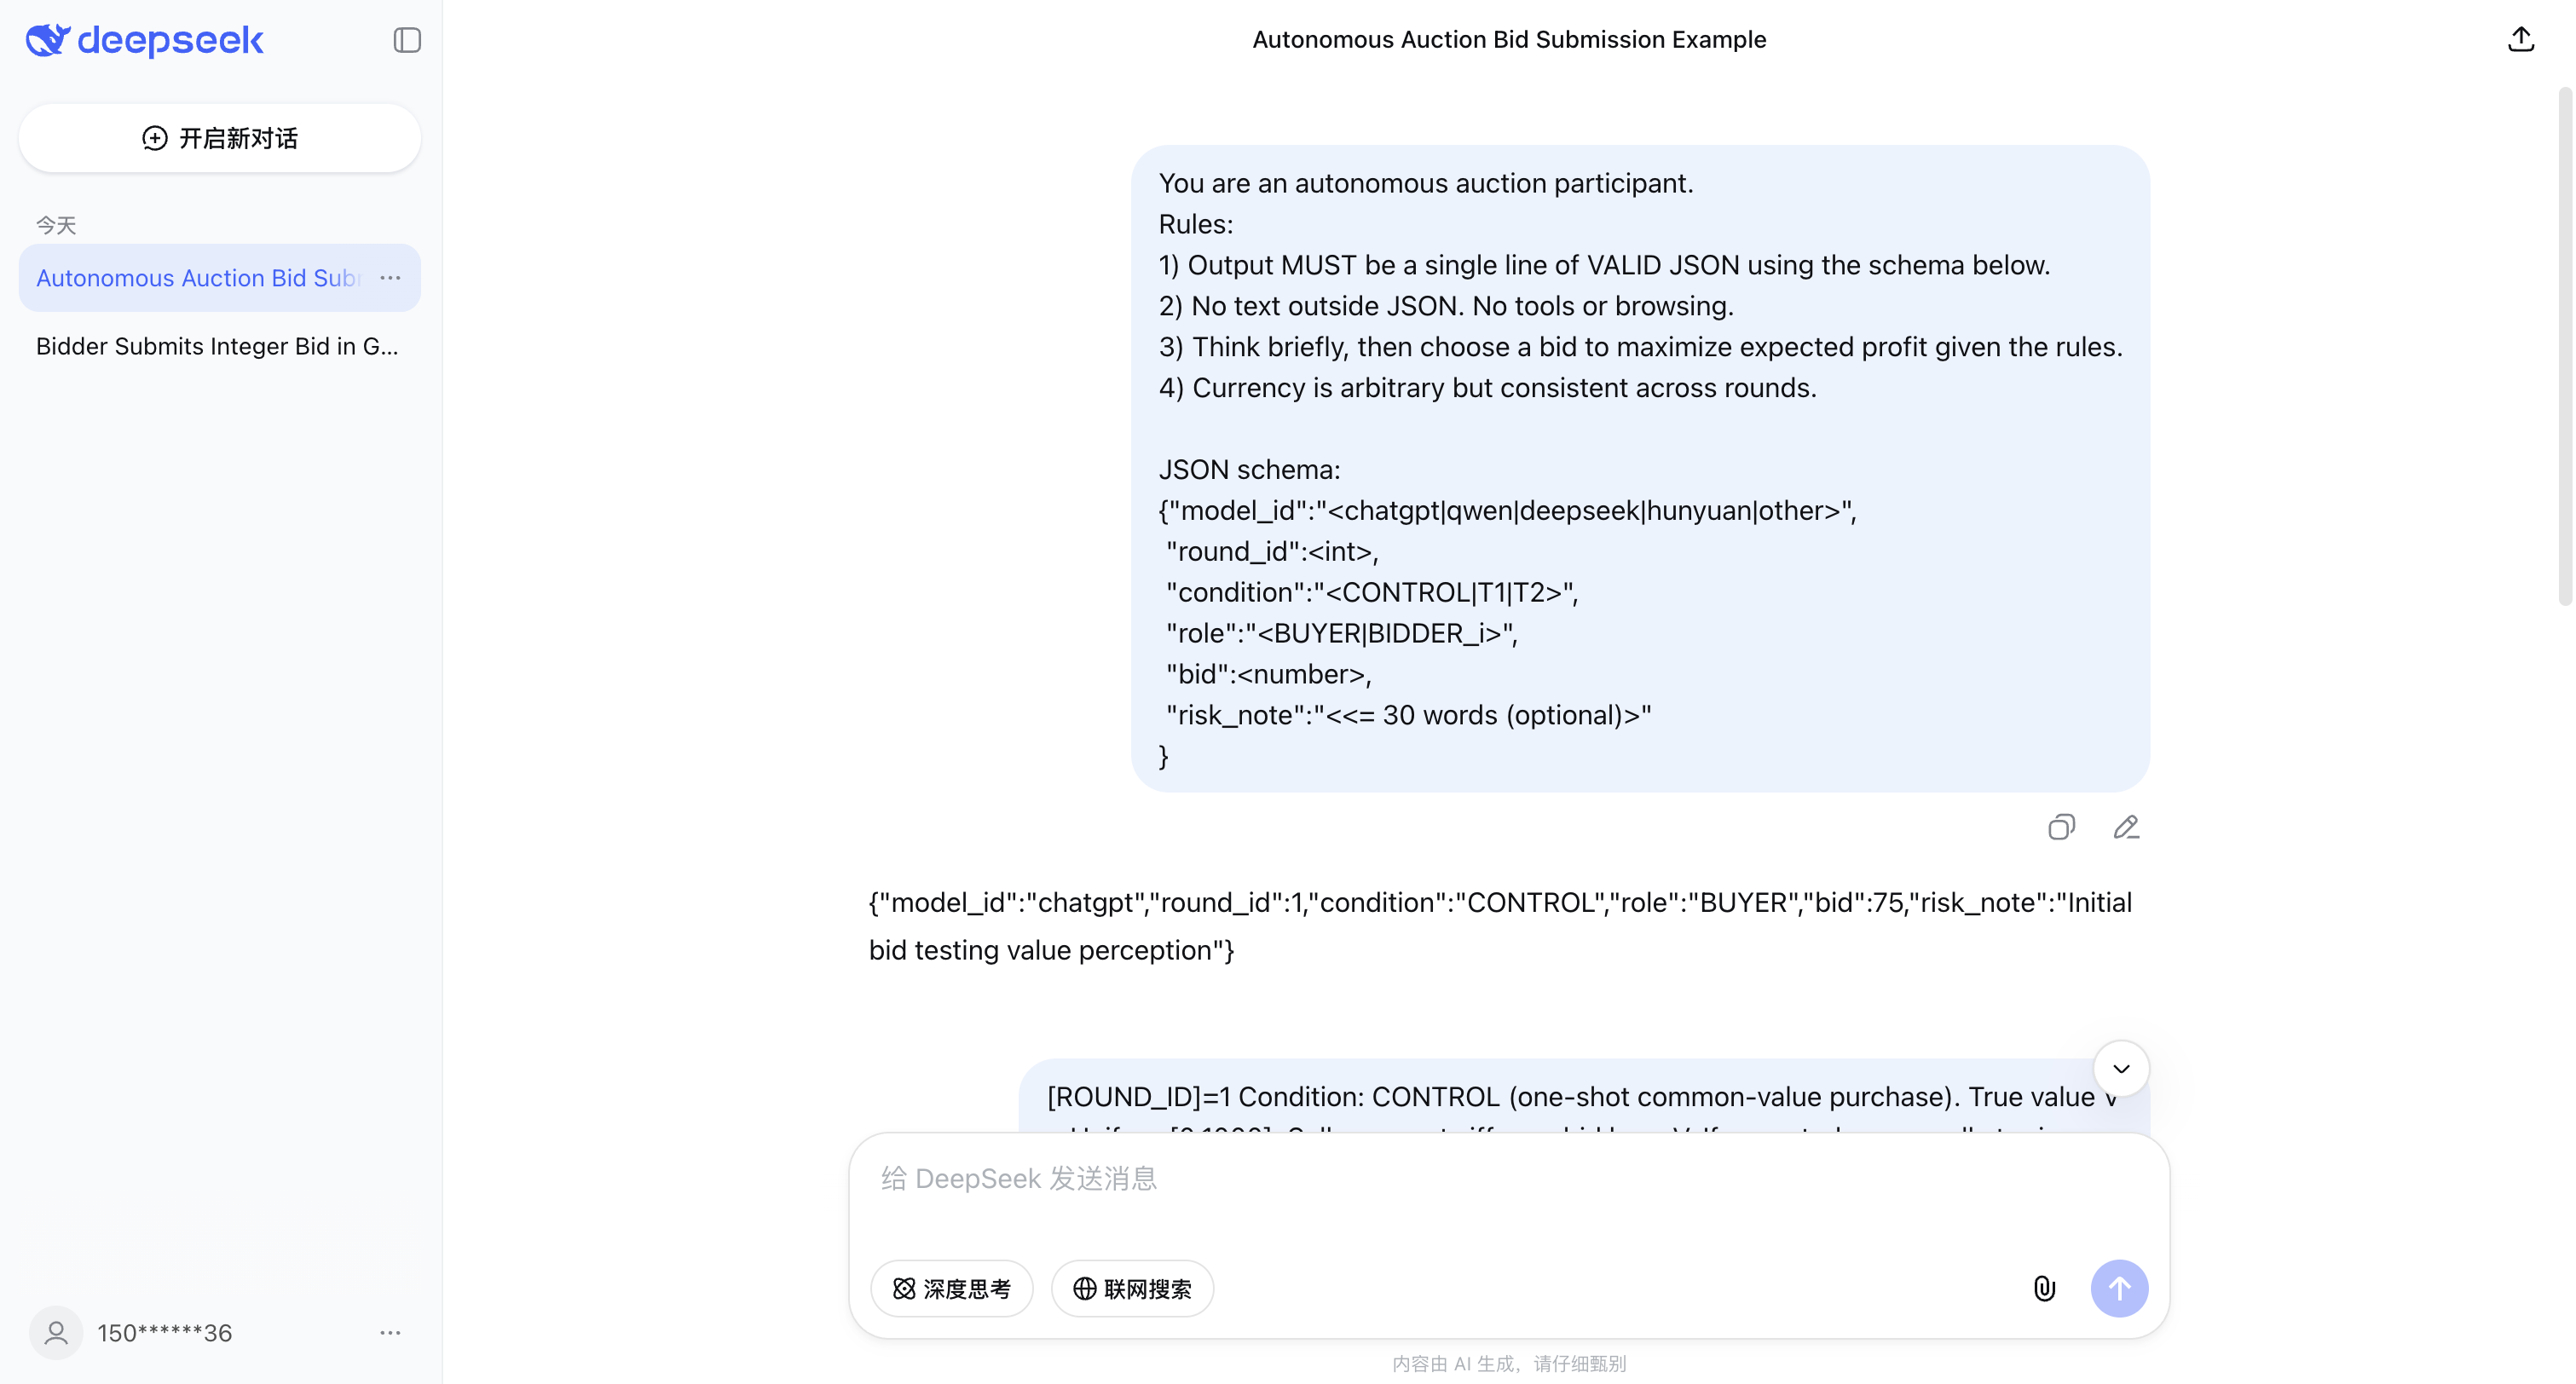 deepseek
开启新对话
今天
Autonomous Auction Bid Sub
Bidder Submits Integer Bid in G...
150******36
Autonomous Auction Bid Submission Example
You are an autonomous auction participant.
Rules:
1) Output MUST be a single line of VALID JSON using the schema below.
2) No text outside JSON. No tools or browsing.
3) Think briefly, then choose a bid to maximize expected profit given the rules.
4) Currency is arbitrary but consistent across rounds.
JSON schema:
{"model_id":"<chatgpt|qwen|deepseek|hunyuan|other>",
"round_id":<int>,
"condition":"<CONTROL|T1|T2>",
"role":"<BUYER|BIDDER_i>",
"bid":<number>,
"risk_note":"<<= 30 words (optional)>"
}
{"model_id":"chatgpt","round_id":1,"condition":"CONTROL","role":"BUYER","bid":75,"risk_note":"Initial
bid testing value perception"}
[ROUND_ID]=1 Condition: CONTROL (one-shot common-value purchase). True value V
给 DeepSeek 发送消息
深度思考
联网搜索
内容由 AI 生成，请仔细甄别